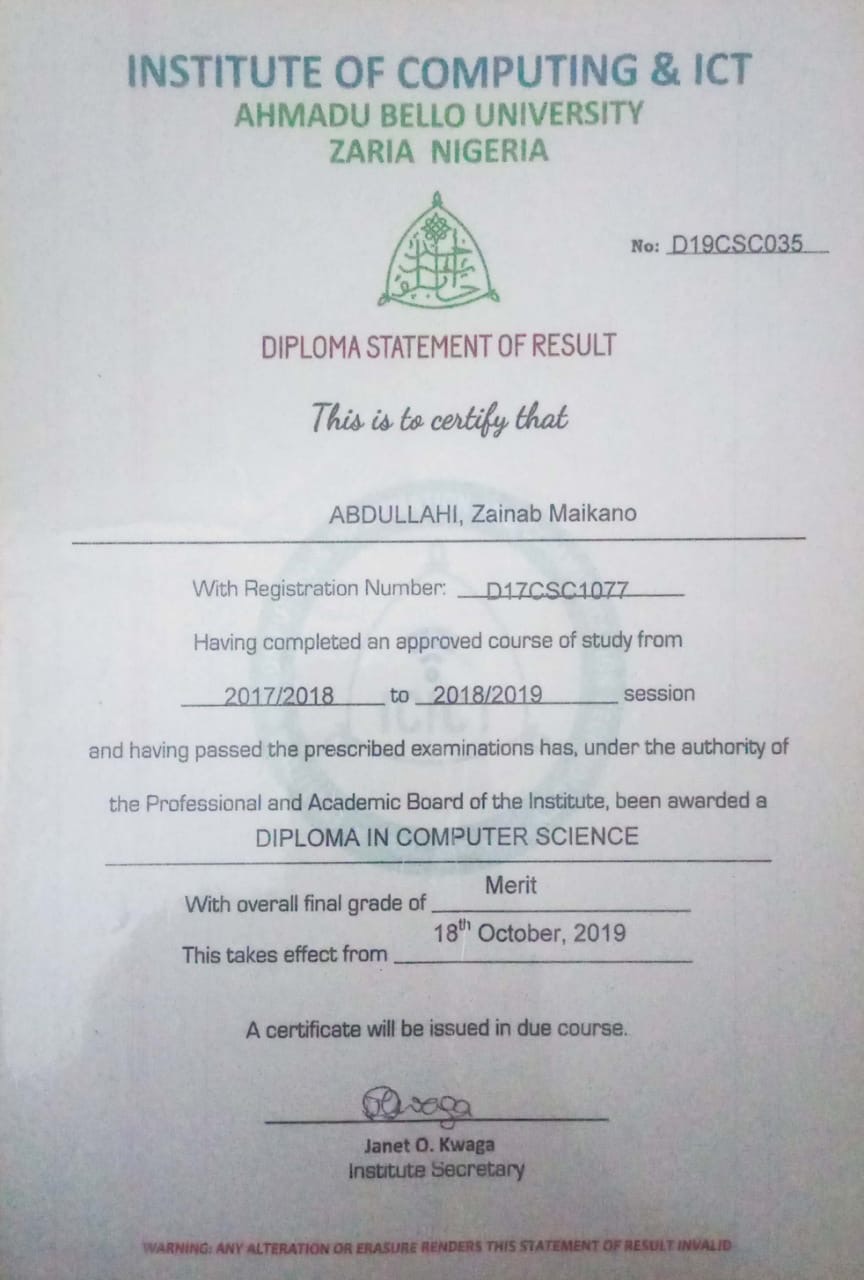 INSTITUTE OF COMPUTING & ICT
AHMADU BELLO UNIVERSITY
ZARIA NIGERIA
No: D19CSC035
DIPLOMA STATEMENT OF RESULT
This is to certify that
ABDULLAHI, Zainab Maikano
With Registration Number: D17CSC1077
Having completed an approved course of study from
2017/2018 to 2018/2019 session
and having passed the prescribed examinations has, under the authority of
the Professional and Academic Board of the Institute, been awarded a
DIPLOMA IN COMPUTER SCIENCE
With overall final grade of Merit
This takes effect from 18th October, 2019
A certificate will be issued in due course.
Janet O. Kwaga
Institute Secretary
WARNING: ANY ALTERATION OR ERASURE RENDERS THIS STATEMENT OF RESULT INVALID